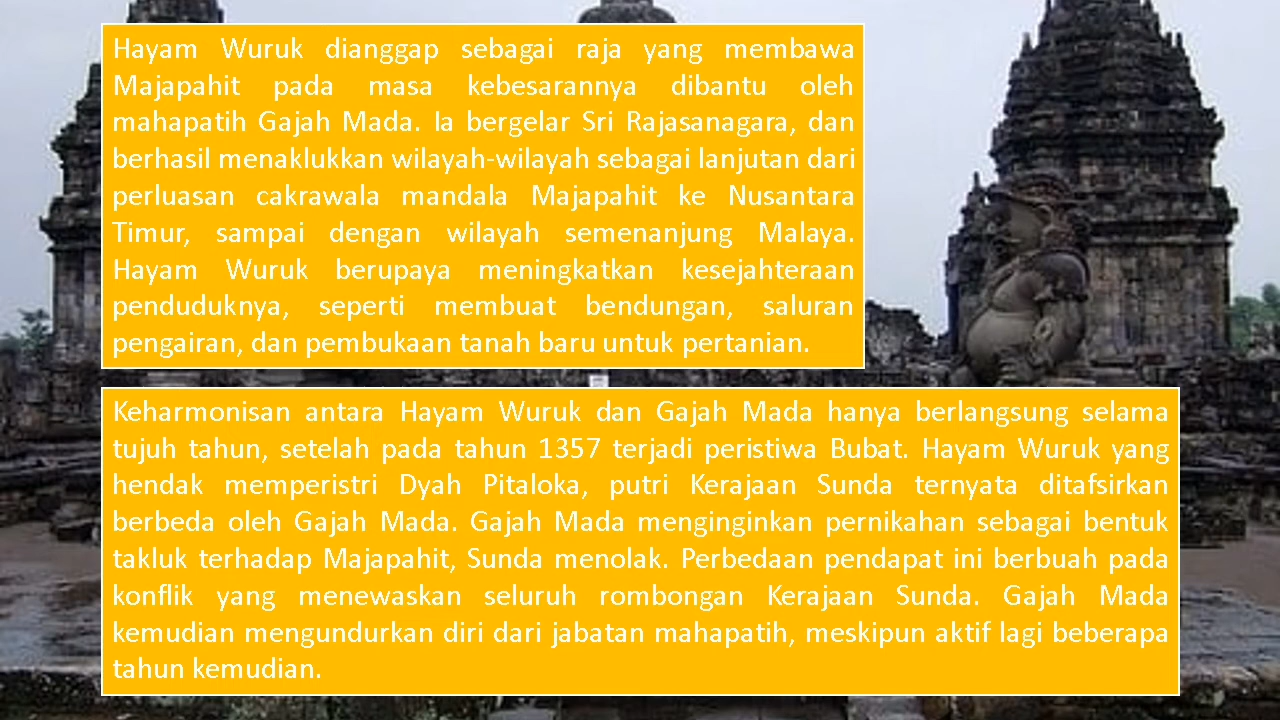 Hayam Wuruk dianggap sebagai raja yang membawa
Majapahit pada masa kebesarannya dibantu oleh
mahapatih Gajah Mada. Ia bergelar Sri Rajasanagara, dan
berhasil menaklukkan wilayah-wilayah sebagai lanjutan dari
perluasan cakrawala mandala Majapahit ke Nusantara
Timur, sampai dengan wilayah semenanjung Malaya.
Hayam Wuruk berupaya meningkatkan kesejahteraan
penduduknya, seperti membuat bendungan, saluran
pengairan, dan pembukaan tanah baru untuk pertanian.
Keharmonisan antara Hayam Wuruk dan Gajah Mada hanya berlangsung selama
tujuh tahun, setelah pada tahun 1357 terjadi peristiwa Bubat. Hayam Wuruk yang
hendak memperistri Dyah Pitaloka, putri Kerajaan Sunda ternyata ditafsirkan
berbeda oleh Gajah Mada. Gajah Mada menginginkan pernikahan sebagai bentuk
takluk terhadap Majapahit, Sunda menolak. Perbedaan pendapat ini berbuah pada
konflik yang menewaskan seluruh rombongan Kerajaan Sunda. Gajah Mada
kemudian mengundurkan diri dari jabatan mahapatih, meskipun aktif lagi beberapa
tahun kemudian.